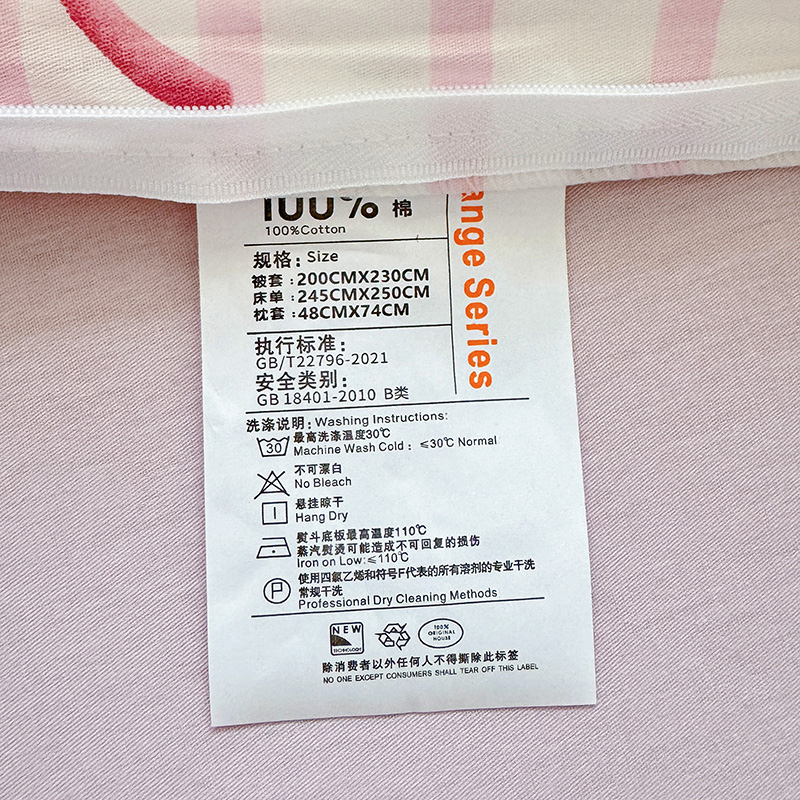 100% 棉
100%Cotton
规格: Size
被套:200CMX230CM
床单:245CMX250CM
枕套:48CMX74CM
执行标准:
GB/T22796-2021
安全类别:
GB 18401-2010 B类
ange Series
洗涤说明: Washing Instructions:
30
最高洗涤温度30℃
Machine Wash Cold : ≤30℃ Normal
不可漂白
No Bleach
悬挂晾干
Hang Dry
熨斗底板最高温度110℃
蒸汽熨烫可能造成不可回复的损伤
Iron on Low:≤110℃
P
使用四氯乙烯和符号F代表的所有溶剂的专业干洗
常规干洗
Professional Dry Cleaning Methods
NEW
TECHNOLOGY
100%
ORIGINAL
HOUSE
除消费者以外任何人不得撕除此标签
NO ONE EXCEPT CONSUMERS SHALL TEAR OFF THIS LABEL